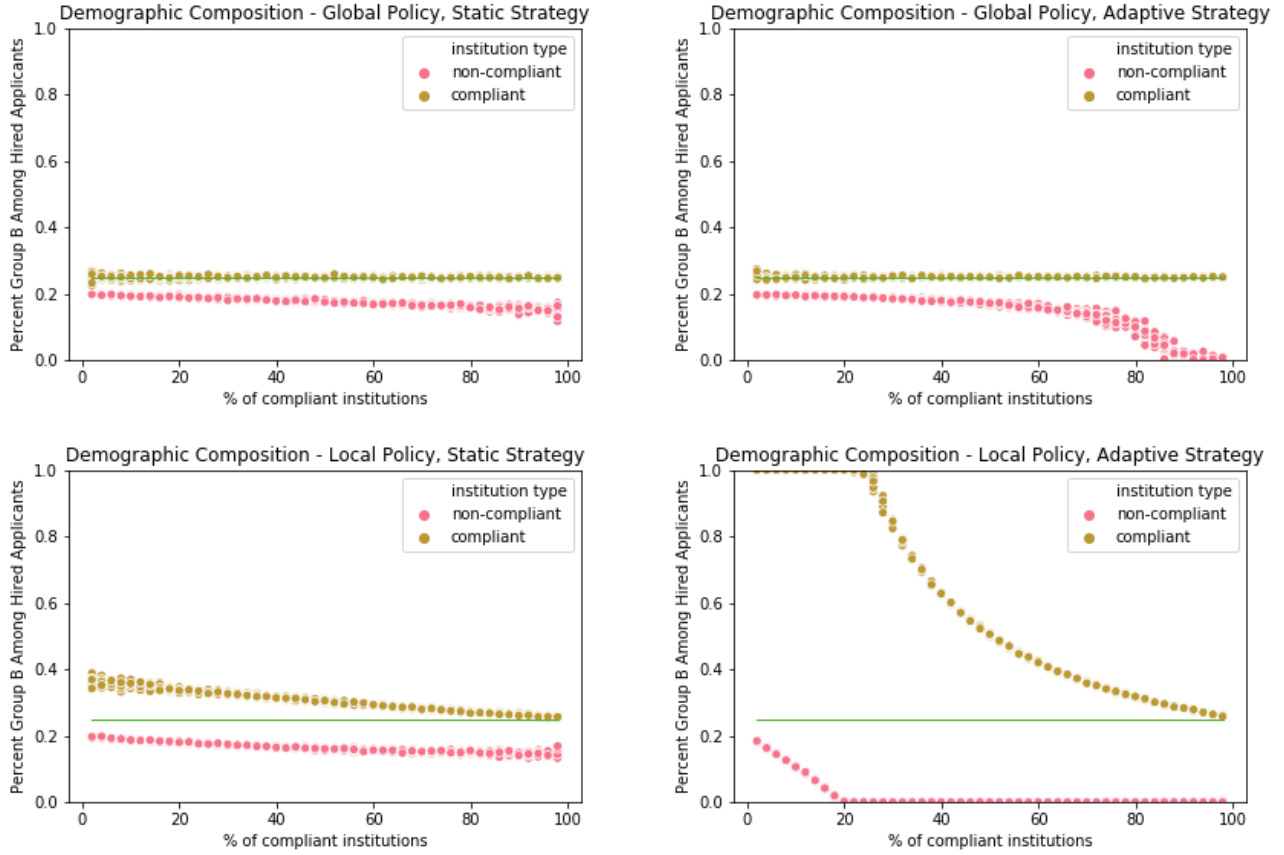 Demographic Composition - Global Policy, Static Strategy
Percent Group B Among Hired Applicants
1.0
0.8
0.6
0.4
0.2
0.0
institution type
non-compliant
compliant
0
20
40
60
80
100
% of compliant institutions
Demographic Composition - Global Policy, Adaptive Strategy
Percent Group B Among Hired Applicants
1.0
0.8
0.6
0.4
0.2
0.0
institution type
non-compliant
compliant
0
20
40
60
80
100
% of compliant institutions
Demographic Composition - Local Policy, Static Strategy
Percent Group B Among Hired Applicants
1.0
0.8
0.6
0.4
0.2
0.0
institution type
non-compliant
compliant
0
20
40
60
80
100
% of compliant institutions
Demographic Composition - Local Policy, Adaptive Strategy
Percent Group B Among Hired Applicants
1.0
0.8
0.6
0.4
0.2
0.0
institution type
non-compliant
compliant
0
20
40
60
80
100
% of compliant institutions